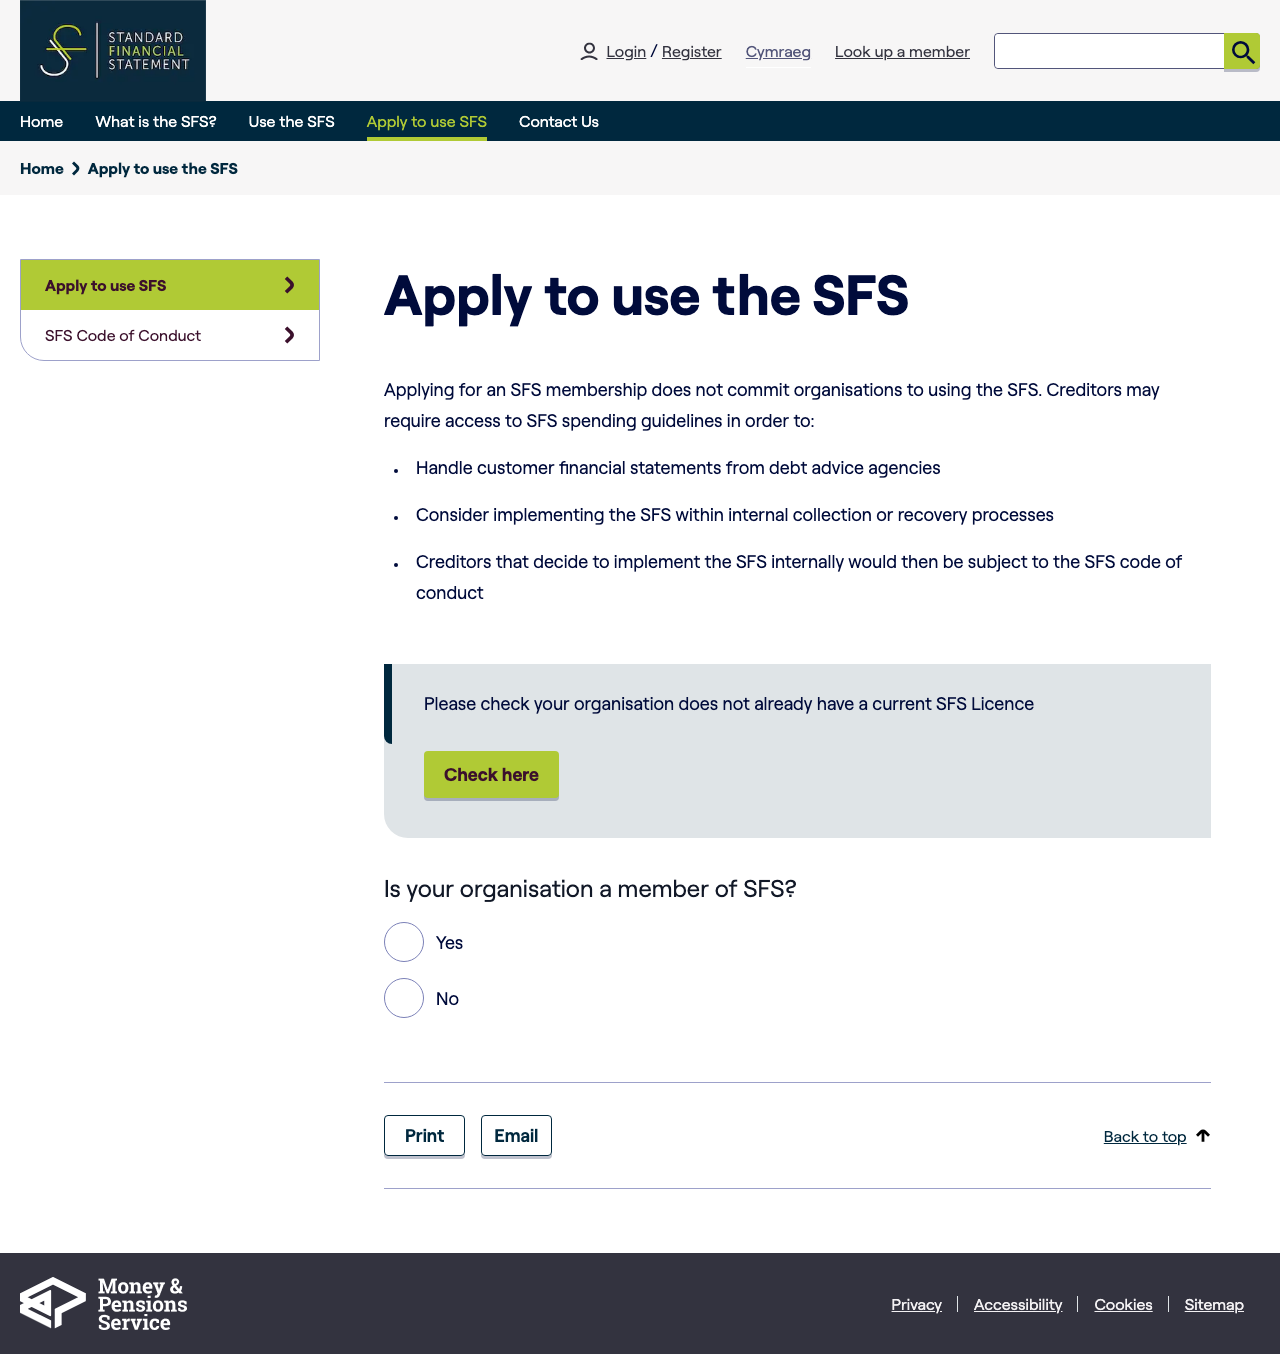 STANDARD
FINANCIAL
STATEMENT
Login / Register Cymraeg Look up a member
Home What is the SFS? Use the SFS Apply to use SFS Contact Us
Home Apply to use the SFS
Apply to use SFS
SFS Code of Conduct
Apply to use the SFS
Applying for an SFS membership does not commit organisations to using the SFS. Creditors may
require access to SFS spending guidelines in order to:
• Handle customer financial statements from debt advice agencies
• Consider implementing the SFS within internal collection or recovery processes
• Creditors that decide to implement the SFS internally would then be subject to the SFS code of
conduct
Please check your organisation does not already have a current SFS Licence
Check here
Is your organisation a member of SFS?
Yes
No
Print Email Back to top
Money &
Pensions
Service
Privacy Accessibility Cookies Sitemap